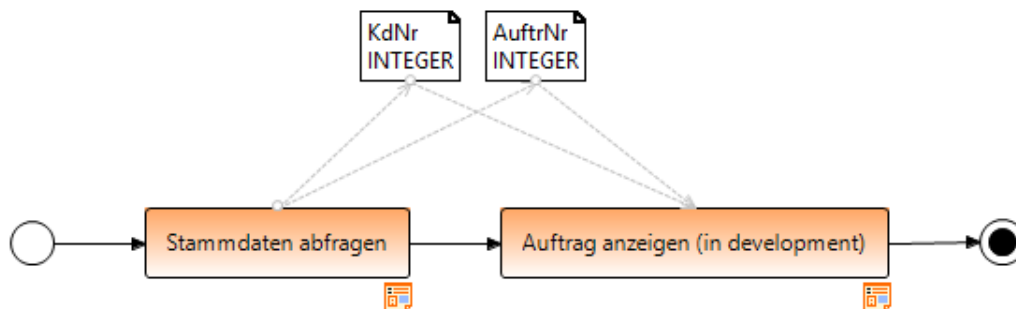 KdNr
INTEGER
AuftrNr
INTEGER
Stammdaten abfragen
Auftrag anzeigen (in development)